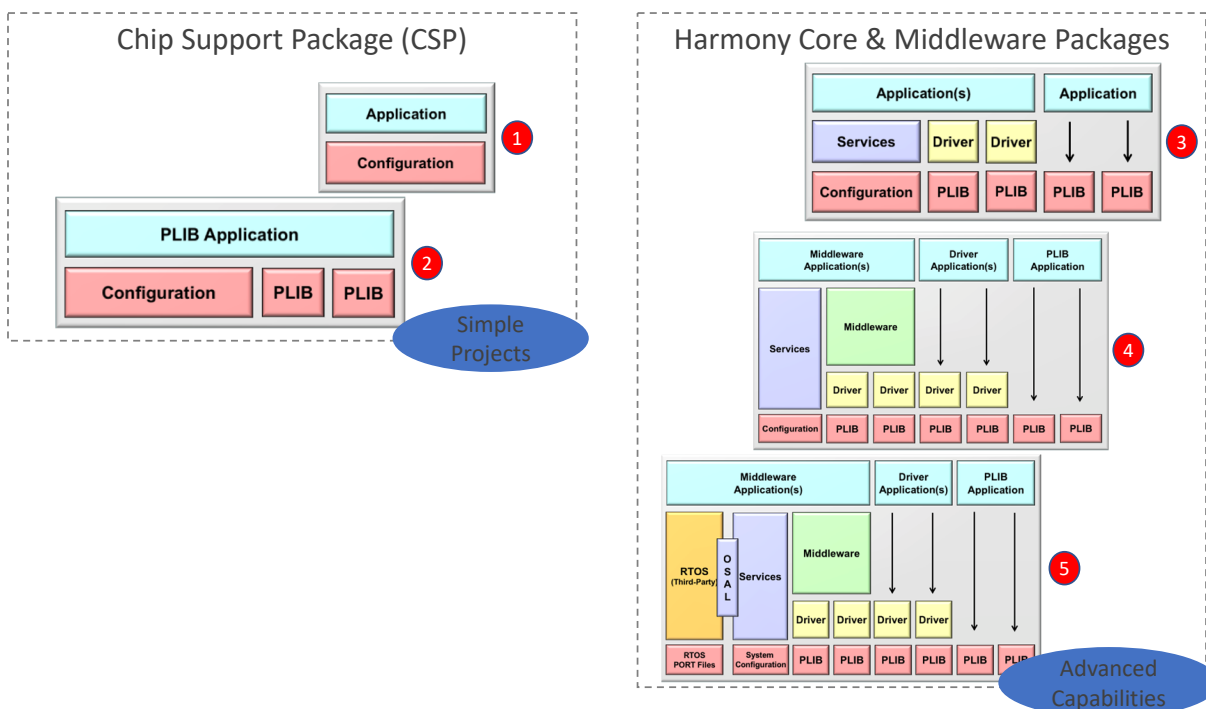 Chip Support Package (CSP)
Application
Configuration
1
PLIB Application
Configuration
PLIB
PLIB
2
Simple
Projects
Harmony Core & Middleware Packages
Application(s)
Application
Services
Driver
Driver
Configuration
PLIB
PLIB
PLIB
PLIB
3
Middleware
Application(s)
Driver
Application(s)
PLIB
Application
Services
Middleware
Driver
Driver
Driver
Driver
Configuration
PLIB
PLIB
PLIB
PLIB
PLIB
PLIB
4
Middleware
Application(s)
Driver
Application(s)
PLIB
Application
RTOS
(Third-Party)
O
S
A
L
Services
Middleware
Driver
Driver
Driver
Driver
RTOS
PORT Files
System
Configuration
PLIB
PLIB
PLIB
PLIB
PLIB
PLIB
5
Advanced
Capabilities